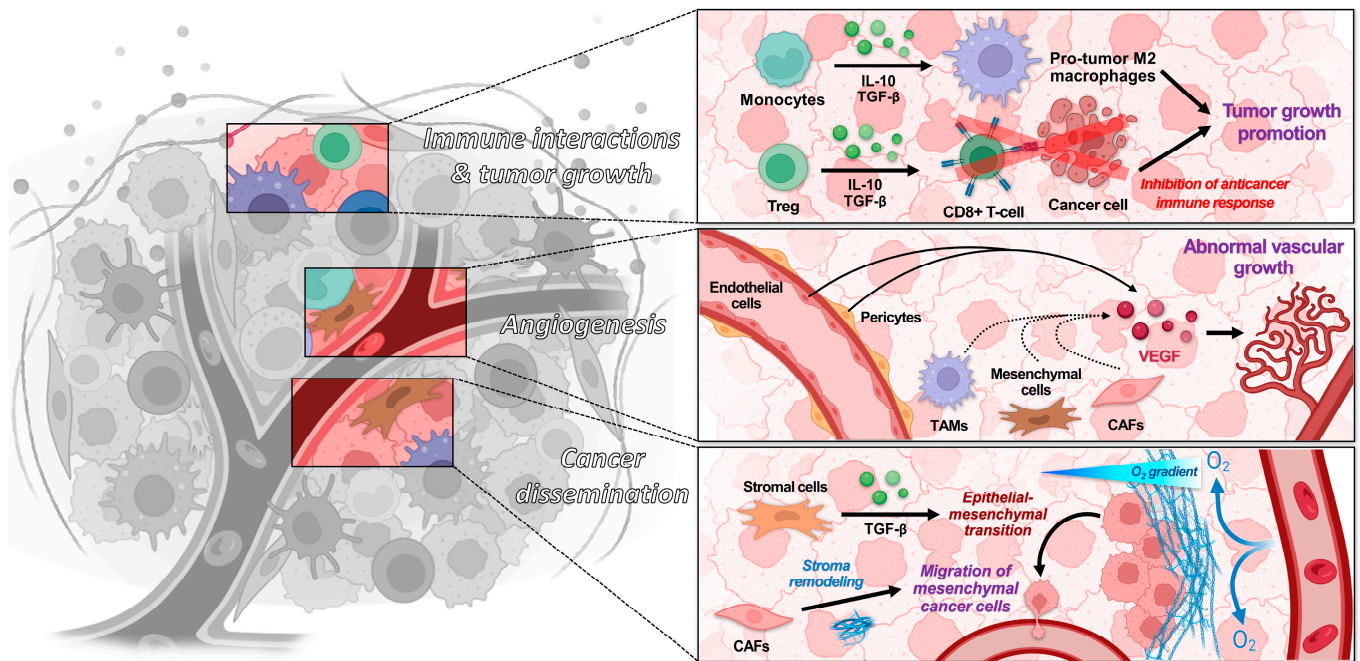 Immune interactions
& tumor growth
Angiogenesis
Cancer
dissemination
Monocytes
IL-10
TGF-β
Pro-tumor M2
macrophages
Tumor growth
promotion
Treg
IL-10
TGF-β
CD8+ T-cell
Cancer cell
Inhibition of anticancer
immune response
Abnormal vascular
growth
Endothelial
cells
Pericytes
VEGF
TAMs
Mesenchymal
cells
CAFs
Stromal cells
TGF-β
Epithelial-
mesenchymal
transition
O₂ gradient
O₂
Stroma
remodeling
Migration of
mesenchymal
cancer cells
CAFs
O₂